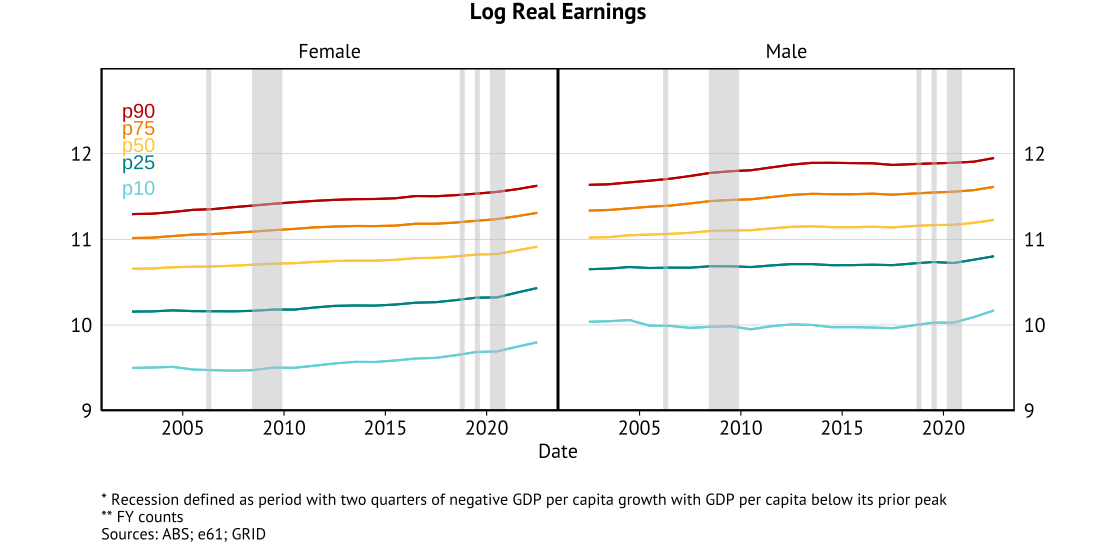 Log Real Earnings
Female
Male
p90
p75
p50
p25
p10
12
11
10
9
12
11
10
9
2005 2010 2015 2020
2005 2010 2015 2020
Date
* Recession defined as period with two quarters of negative GDP per capita growth with GDP per capita below its prior peak
** FY counts
Sources: ABS; e61; GRID